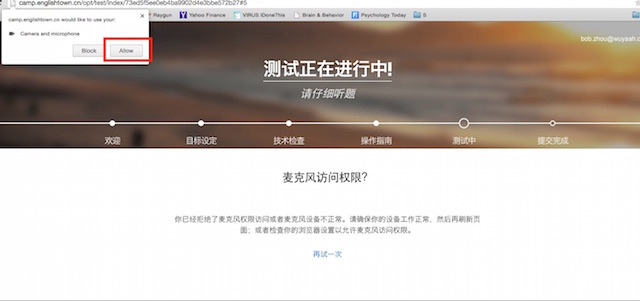 camp.englishtown.cn/opt/test/index/73ed5f5ee0eb4ba9902d4e3bbe572b27#5
camp.englishtown.cn would like to use your:
Camera and microphone
Block
Allow
Raygun
Yahoo Finance
VIRUS iDoneThis
Brain & Behavior
Psychology Today
bob.zhou@wuyaah.c
测试正在进行中!
请仔细听题
欢迎
目标设定
技术检查
操作指南
测试中
提交完成
麦克风访问权限?
你已经拒绝了麦克风权限访问或者麦克风设备不正常。请确保你的设备工作正常，然后再刷新页
面；或者检查你的浏览器设置以允许麦克风访问权限。
再试一次